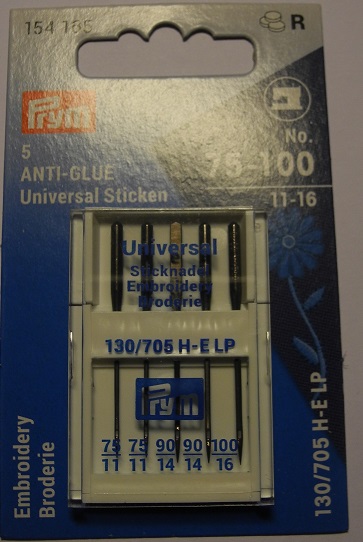 154 185
R
Prym
5
ANTI-GLUE
Universal Sticken
No.
75-100
11-16
Universal
Sticknadel
Embroidery
Broderie
130/705 H-E LP
Prym
75 75 90 90 100
11 11 14 14 16
Embroidery
Broderie
130/705 H-E LP